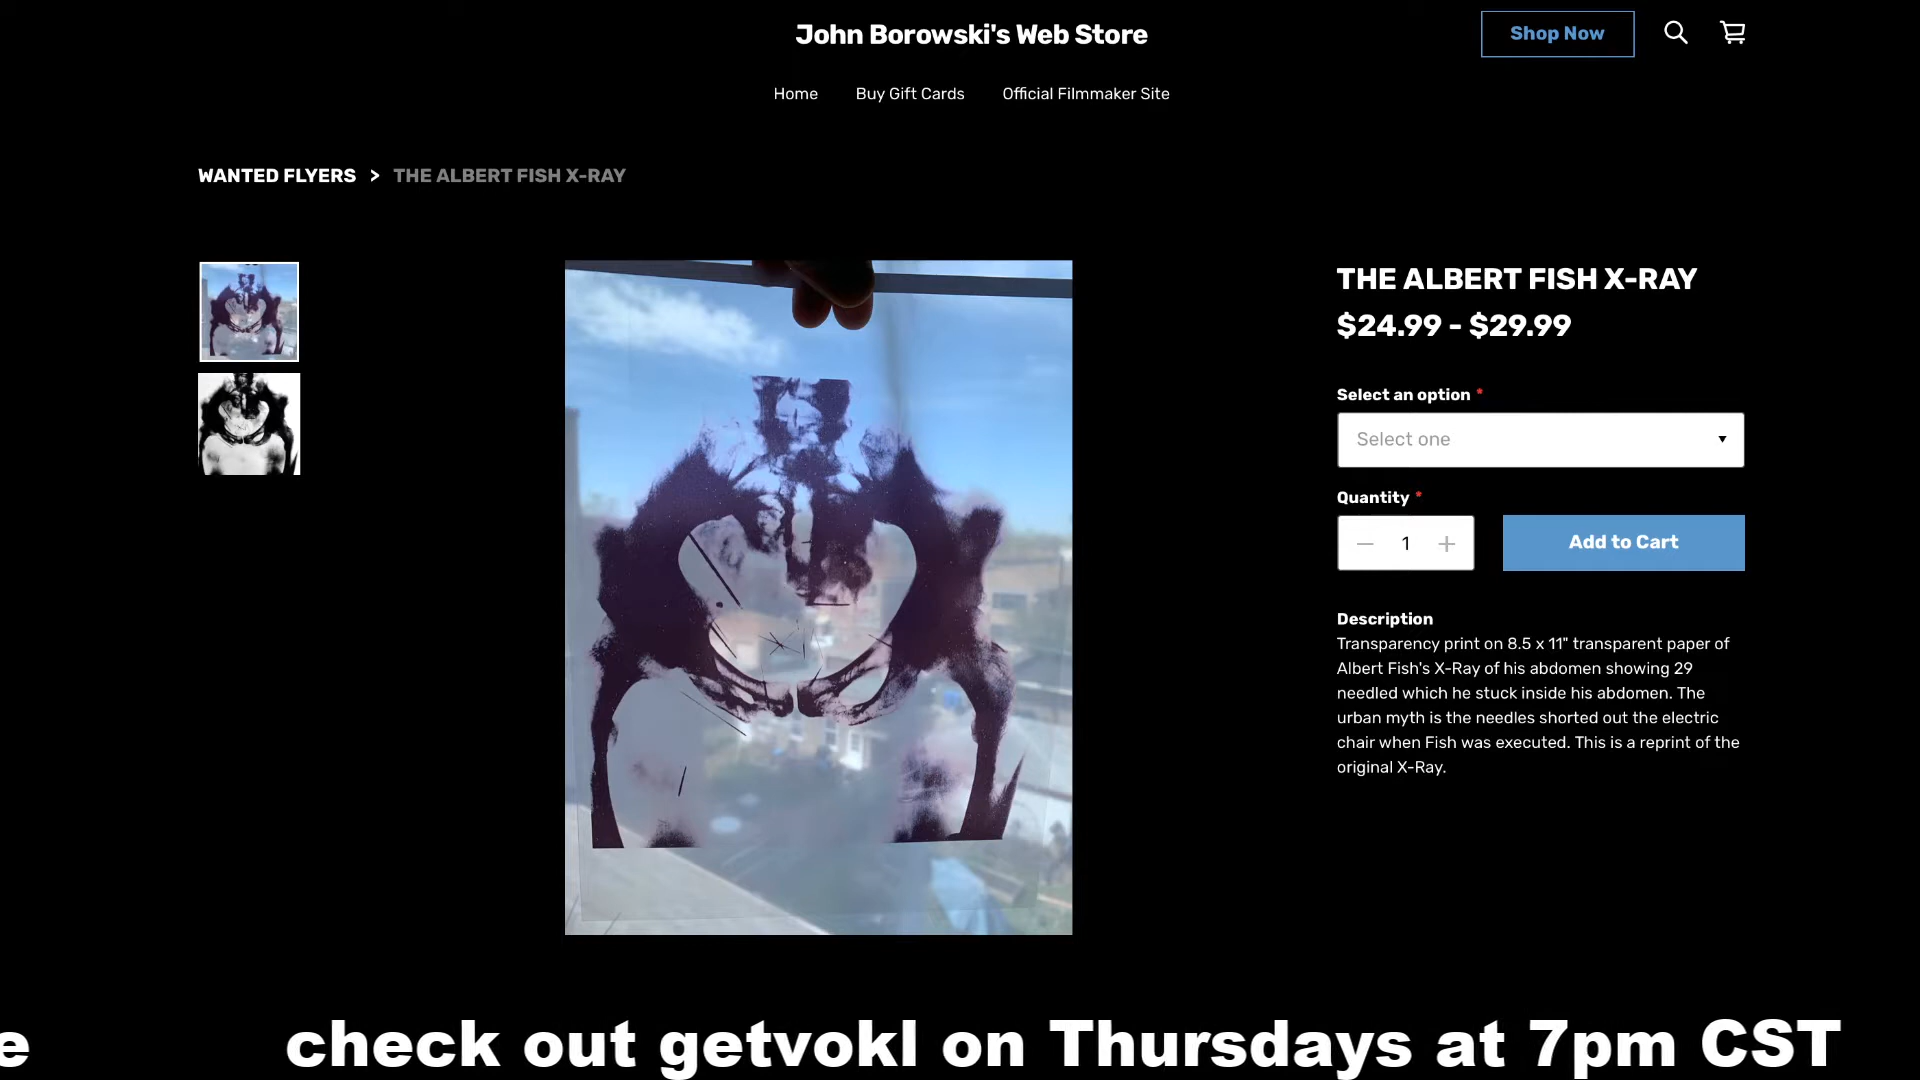 John Borowski's Web Store
Shop Now
Home
Buy Gift Cards
Official Filmmaker Site
WANTED FLYERS > THE ALBERT FISH X-RAY
THE ALBERT FISH X-RAY
$24.99 - $29.99
Select an option *
Select one
Quantity *
1
Add to Cart
Description
Transparency print on 8.5 x 11" transparent paper of
Albert Fish's X-Ray of his abdomen showing 29
needled which he stuck inside his abdomen. The
urban myth is the needles shorted out the electric
chair when Fish was executed. This is a reprint of the
original X-Ray.
e check out getvokl on Thursdays at 7pm CST